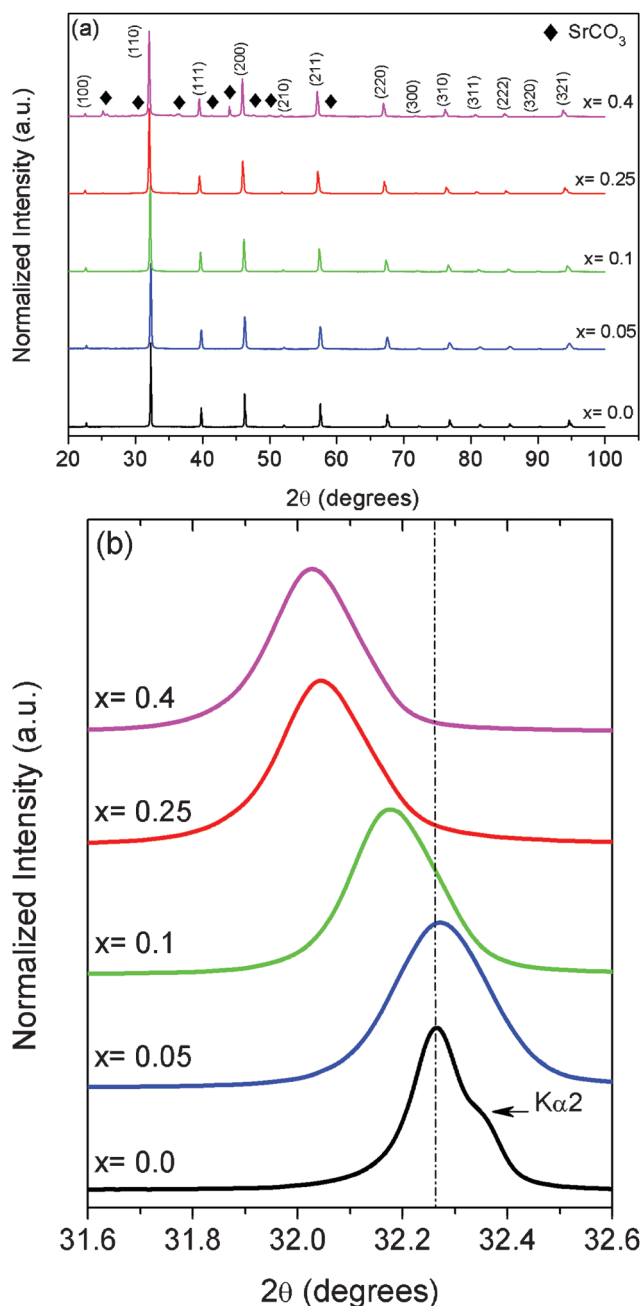 (a)
◆ SrCO3
(100)
(110)
(111)
(200)
(210)
(211)
(220)
(300)
(310)
(311)
(222)
(320)
(321)
x= 0.4
x= 0.25
x= 0.1
x= 0.05
x= 0.0
Normalized Intensity (a.u.)
20 30 40 50 60 70 80 90 100
2θ (degrees)
(b)
x= 0.4
x= 0.25
x= 0.1
x= 0.05
Kα2
x= 0.0
Normalized Intensity (a.u.)
31.6 31.8 32.0 32.2 32.4 32.6
2θ (degrees)